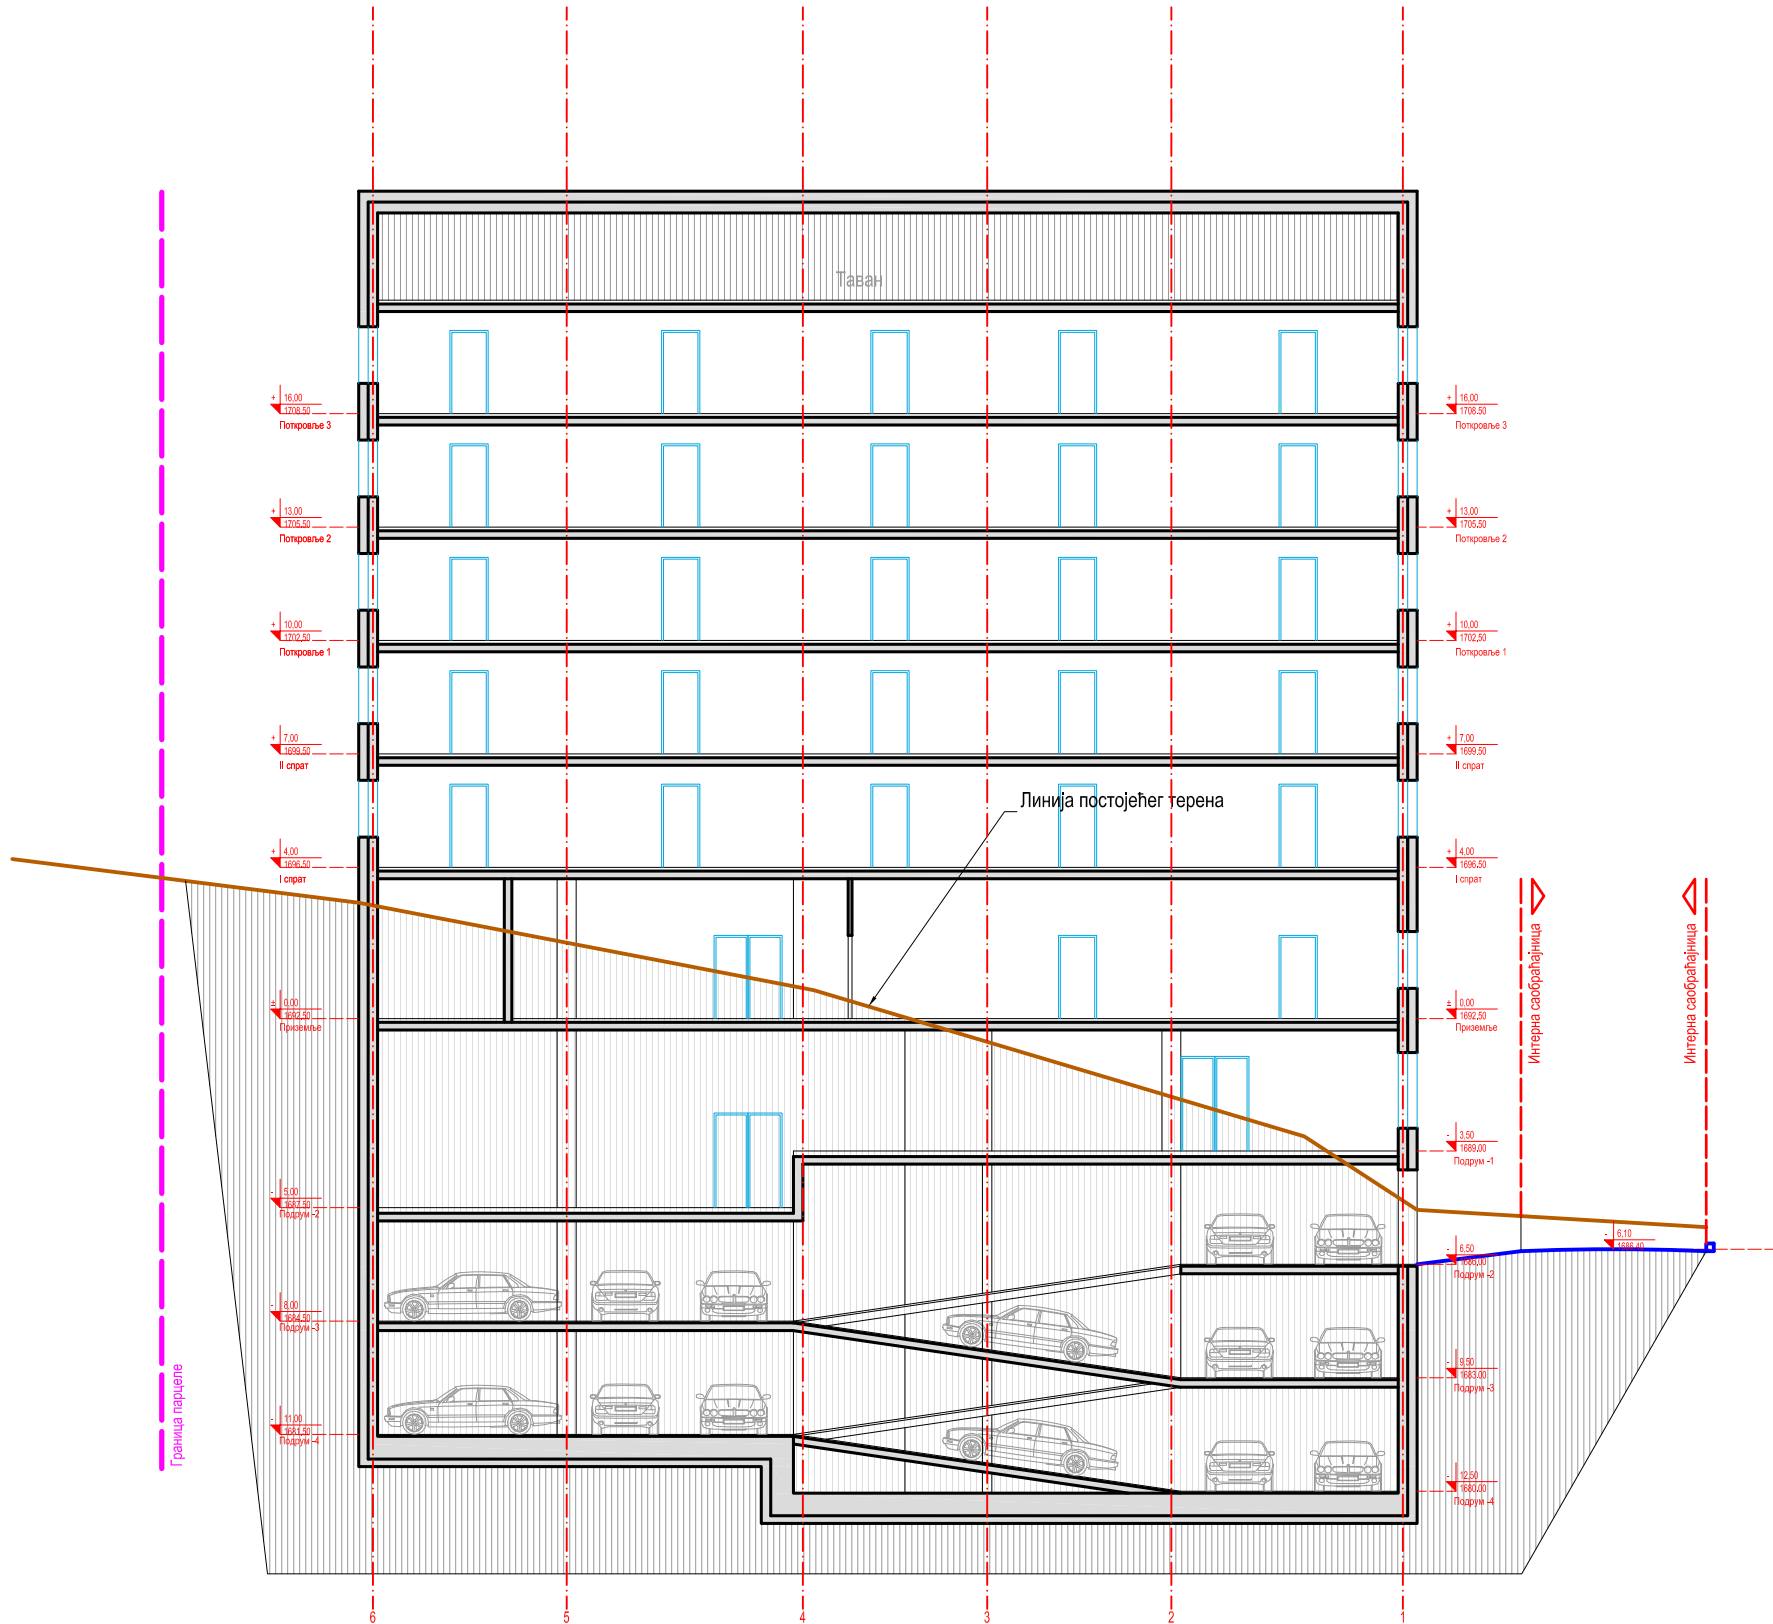 Таван
+ 16,00
1708.50
Поткровље 3
+ 16,00
1708.50
Поткровље 3
+ 13,00
1705.50
Поткровље 2
+ 13,00
1705.50
Поткровље 2
+ 10,00
1702.50
Поткровље 1
+ 10,00
1702.50
Поткровље 1
+ 7,00
1699.50
II спрат
+ 7,00
1699.50
II спрат
Линија постојећег терена
+ 4,00
1696.50
I спрат
+ 4,00
1696.50
I спрат
Интерна саобраћајница
Интерна саобраћајница
± 0,00
1692.50
Приземље
± 0,00
1692.50
Приземље
- 3,50
1689.00
Подрум -1
- 5,00
1687.50
Подрум -2
- 6,10
1686.40
- 6,50
1686.00
Подрум -2
- 8,00
1684.50
Подрум -3
- 9,50
1683.00
Подрум -3
Граница парцеле
- 11,00
1681.50
Подрум -4
- 12,50
1680.00
Подрум -4
6
5
4
3
2
1